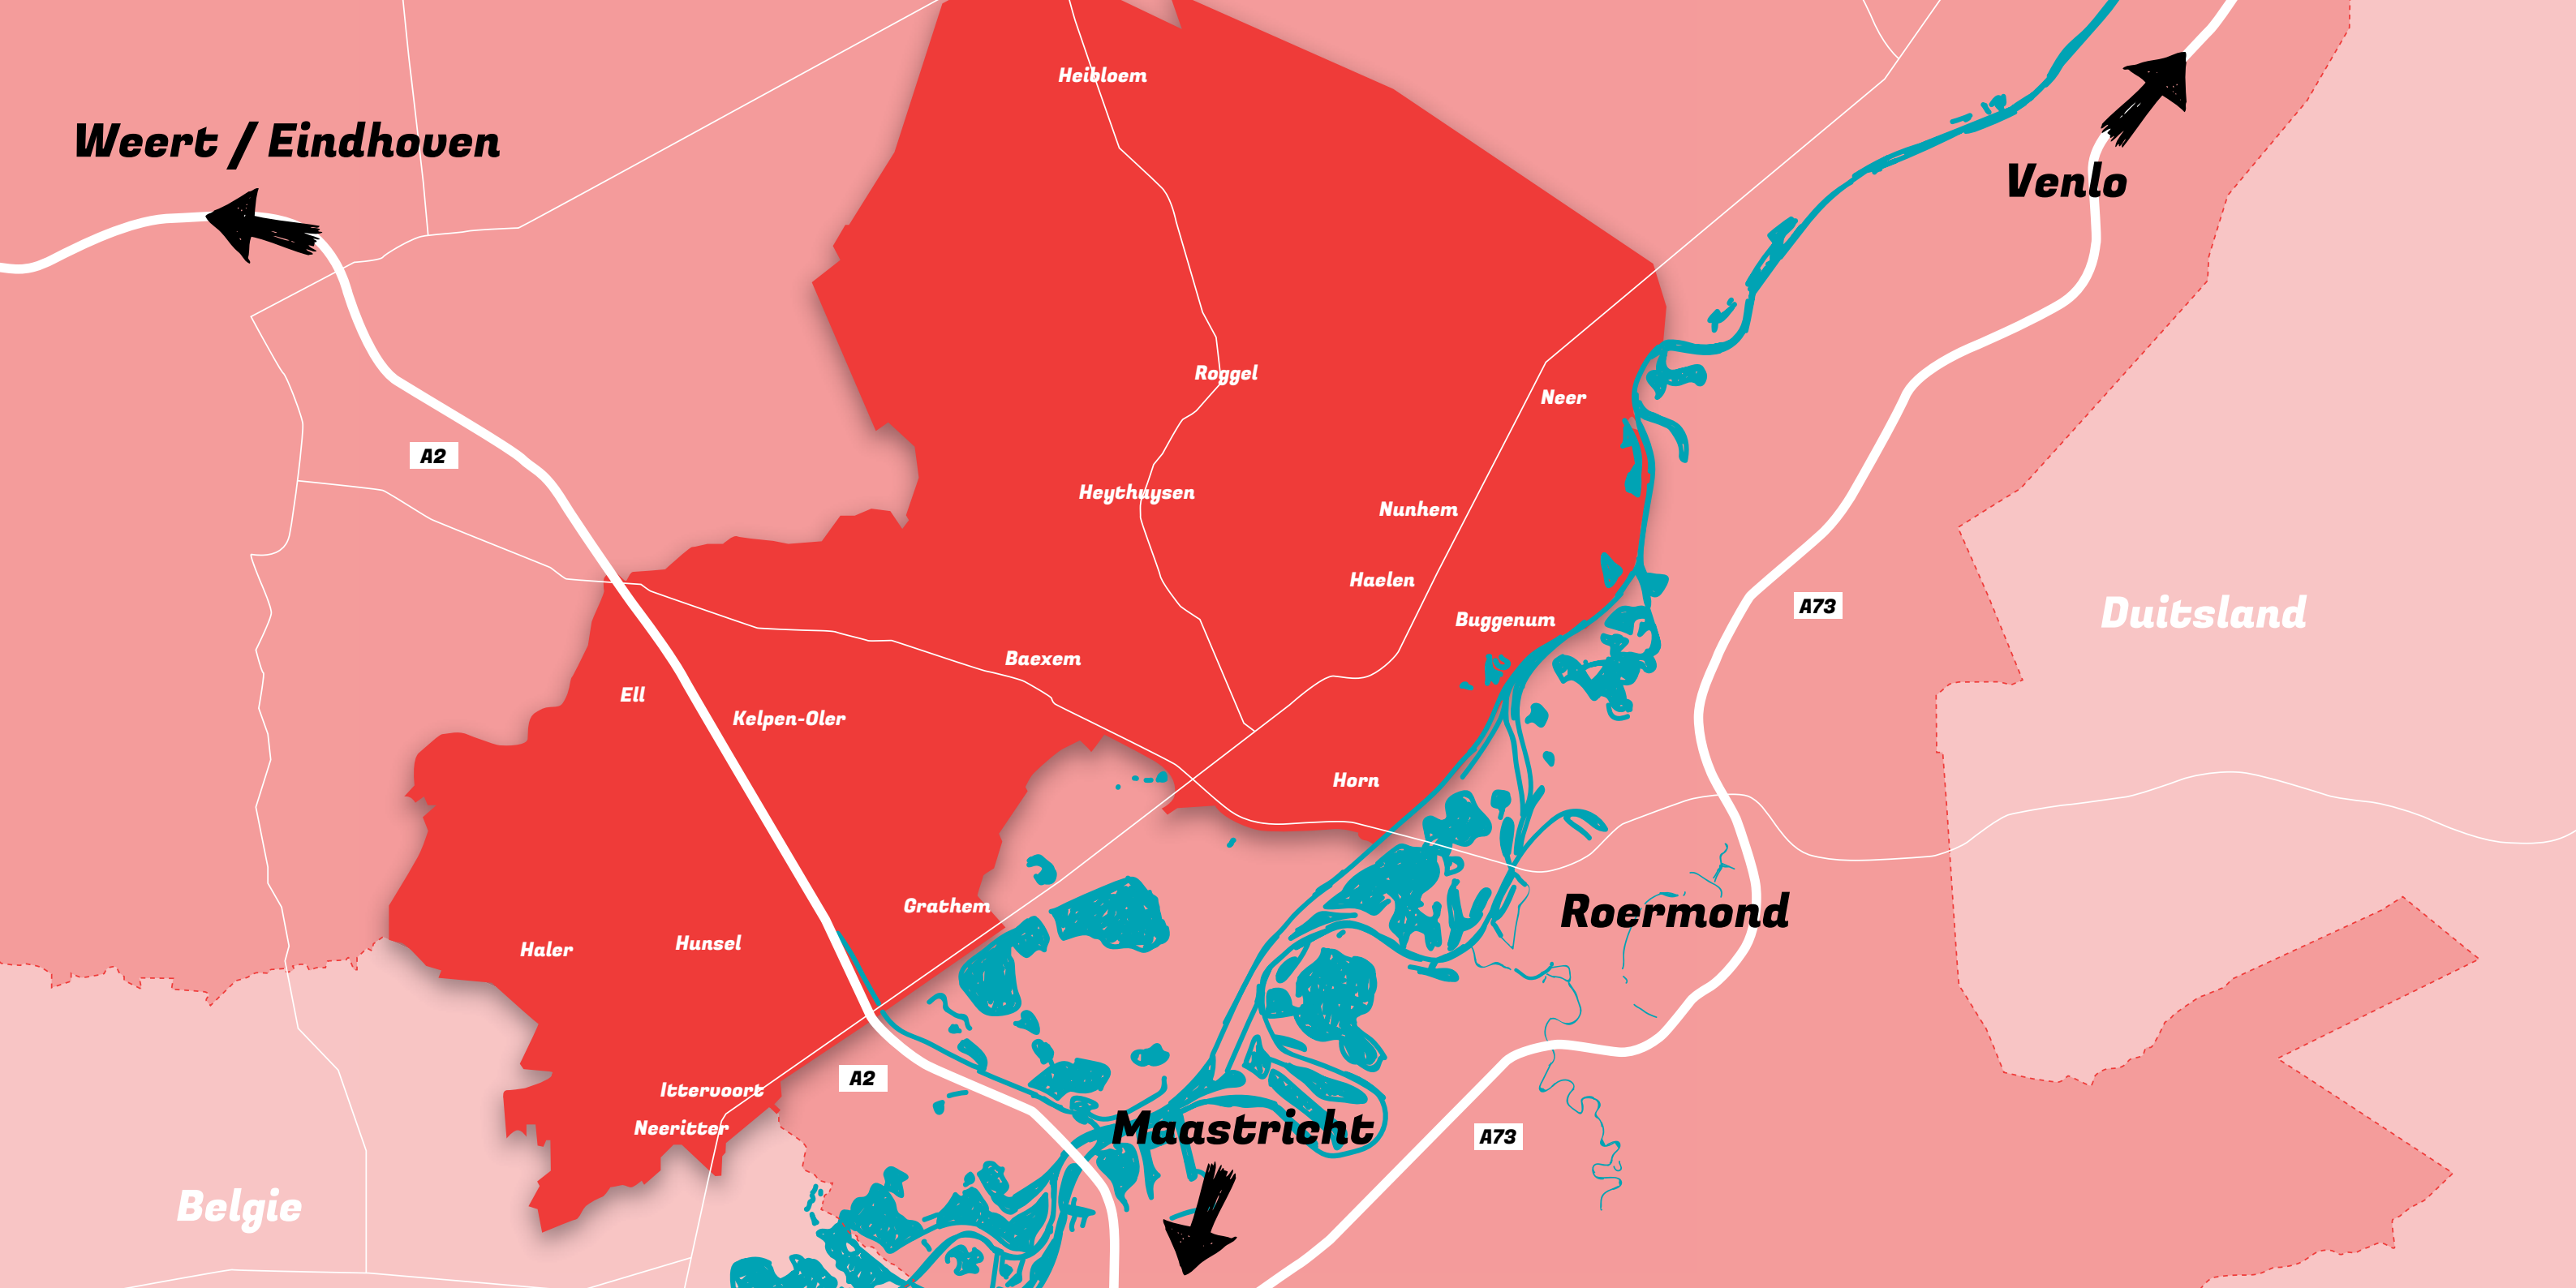 Heibloem
Weert / Eindhoven
Venlo
Roggel
Neer
A2
Heythuysen
Nunhem
Haelen
A73
Duitsland
Buggenum
Baexem
Ell
Kelpen-Oler
Horn
Grathem
Roermond
Hunsel
Haler
A2
Ittervoort
Neeritter
Maastricht
A73
Belgie